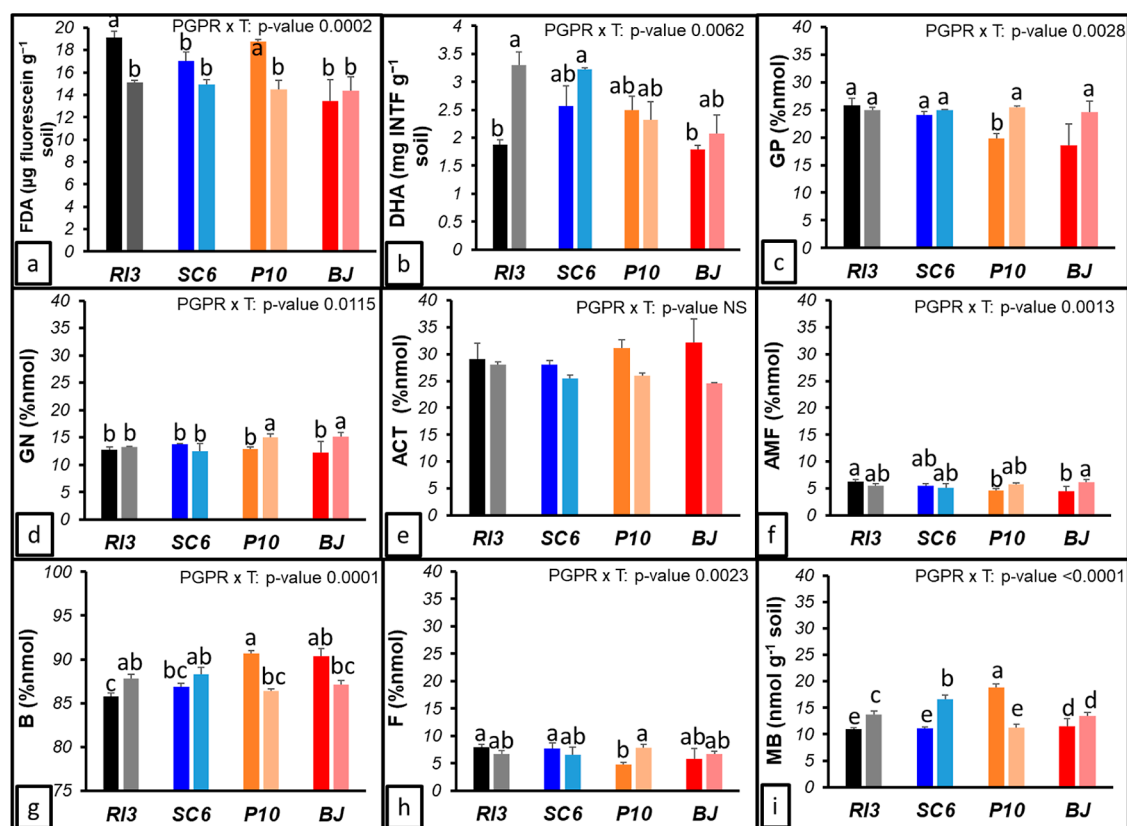 PGPR x T: p-value 0.0002
FDA (µg fluorescein g⁻¹
soil)
20
18
16
14
12
10
8
6
4
2
0
a
b
b
b
a
b
b
b
RI3 SC6 P10 BJ
a
PGPR x T: p-value 0.0062
DHA (mg INTF g⁻¹
soil)
4
3.5
3
2.5
2
1.5
1
0.5
0
b
a
ab
a
ab
ab
b
ab
RI3 SC6 P10 BJ
b
PGPR x T: p-value 0.0028
GP (%nmol)
40
35
30
25
20
15
10
5
0
a
a
a
a
b
a
b
a
RI3 SC6 P10 BJ
c
PGPR x T: p-value 0.0115
GN (%nmol)
40
35
30
25
20
15
10
5
0
b
b
b
b
b
a
b
a
RI3 SC6 P10 BJ
d
PGPR x T: p-value NS
ACT (%nmol)
40
35
30
25
20
15
10
5
0
RI3 SC6 P10 BJ
e
PGPR x T: p-value 0.0013
AMF (%nmol)
40
35
30
25
20
15
10
5
0
a
ab
ab
ab
b
ab
b
a
RI3 SC6 P10 BJ
f
PGPR x T: p-value 0.0001
B (%nmol)
100
95
90
85
80
75
c
ab
bc
ab
a
bc
ab
bc
RI3 SC6 P10 BJ
g
PGPR x T: p-value 0.0023
F (%nmol)
40
35
30
25
20
15
10
5
0
a
ab
a
ab
b
a
ab
ab
RI3 SC6 P10 BJ
h
PGPR x T: p-value <0.0001
MB (nmol g⁻¹ soil)
40
35
30
25
20
15
10
5
0
e
c
e
b
a
e
d
d
RI3 SC6 P10 BJ
i